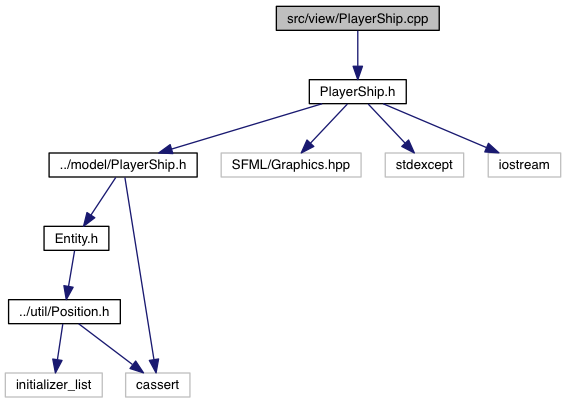 src/view/PlayerShip.cpp
PlayerShip.h
../model/PlayerShip.h
SFML/Graphics.hpp
stdexcept
iostream
Entity.h
../util/Position.h
initializer_list
cassert